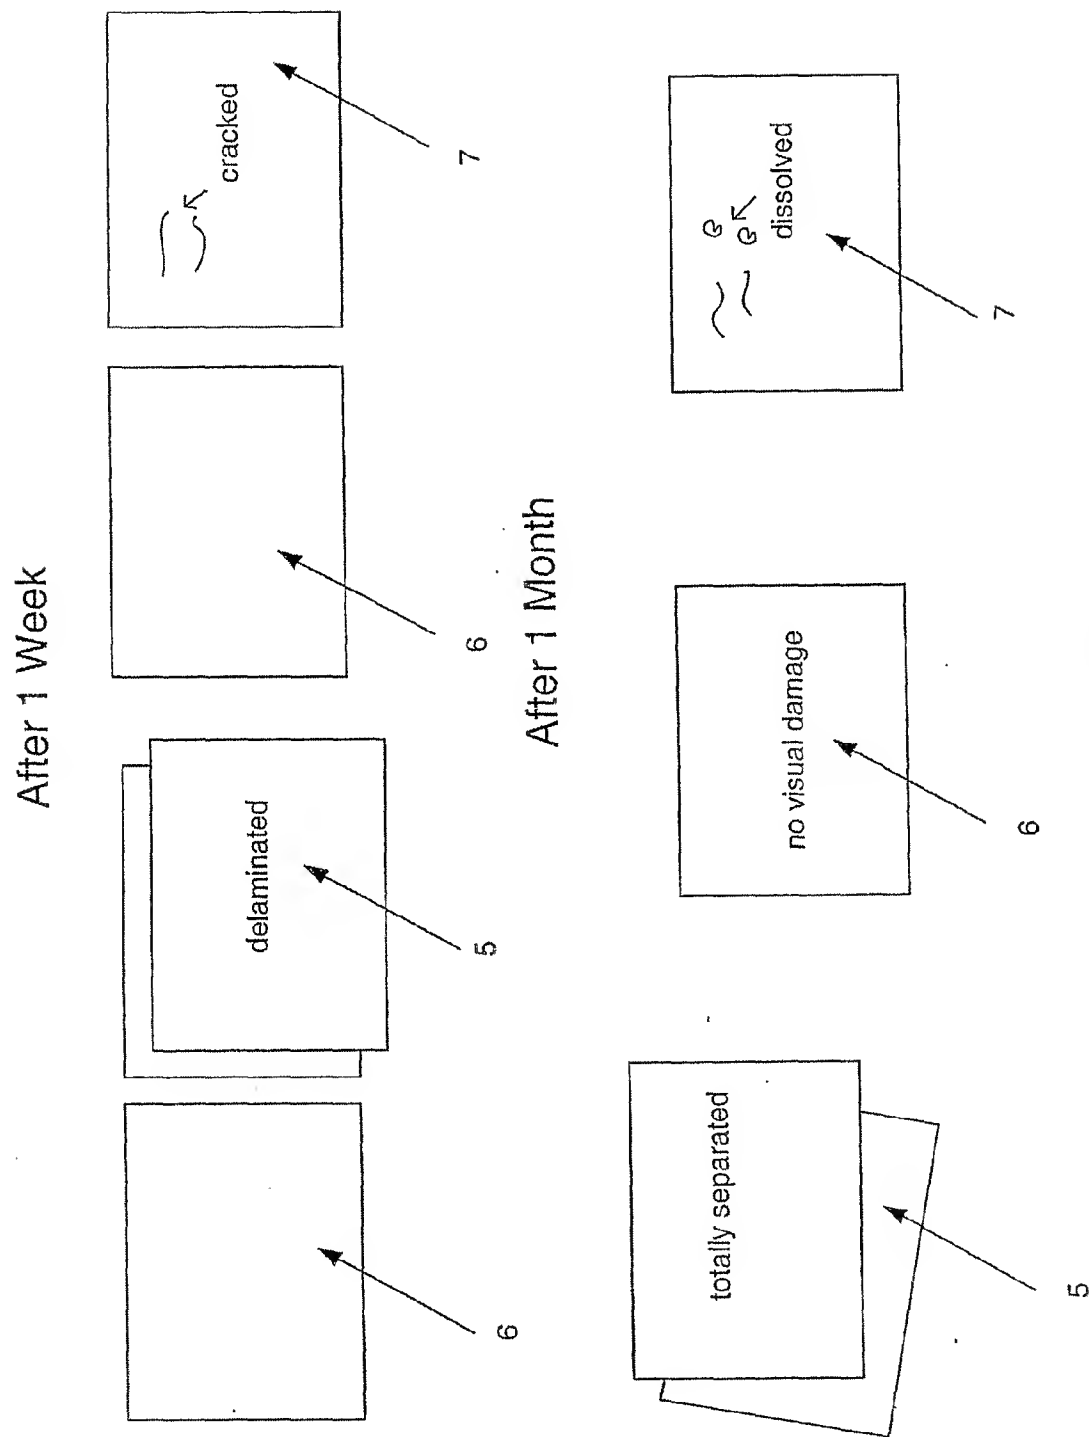 After 1 Week
delaminated
cracked
6
5
6
7
After 1 Month
totally separated
no visual damage
dissolved
5
6
7